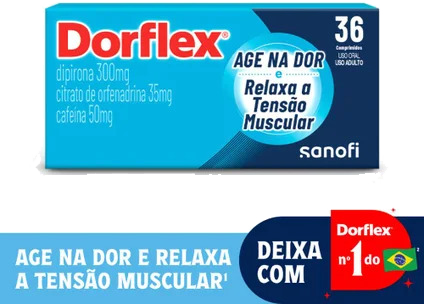 Dorflex®
dipirona 300mg
citrato de orfenadrina 35mg
cafeína 50mg
AGE NA DOR
e
Relaxa a
Tensão
Muscular
36
Comprimidos
USO ORAL
USO ADULTO
sanofi
AGE NA DOR E RELAXA
A TENSÃO MUSCULAR¹
DEIXA
COM
Dorflex®
nº1 do
2